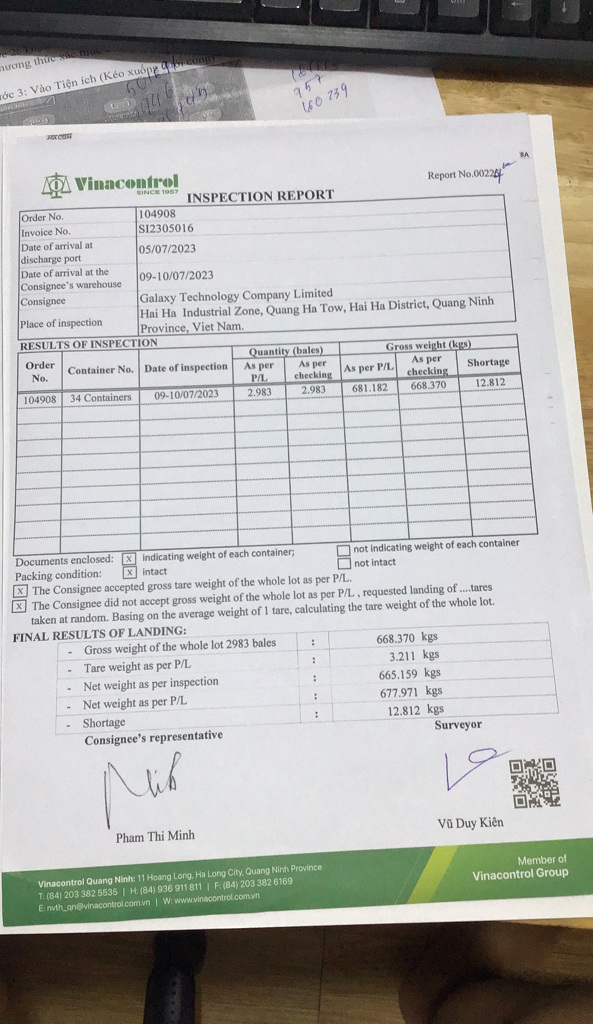 ương thức xác thực
ớc 3: Vào Tiện ích (Kéo xuống
957
160 739
8A
Vinacontrol
SINCE 1957
Report No.0022
INSPECTION REPORT
Order No. 104908
Invoice No. SI2305016
Date of arrival at discharge port 05/07/2023
Date of arrival at the Consignee's warehouse 09-10/07/2023
Consignee Galaxy Technology Company Limited
Place of inspection Hai Ha Industrial Zone, Quang Ha Tow, Hai Ha District, Quang Ninh
Province, Viet Nam.
RESULTS OF INSPECTION
Order No. Container No. Date of inspection Quantity (bales) Gross weight (kgs)
As per P/L As per checking As per P/L As per checking Shortage
104908 34 Containers 09-10/07/2023 2.983 2.983 681.182 668.370 12.812
Documents enclosed: x indicating weight of each container; not indicating weight of each container
Packing condition: x intact not intact
x The Consignee accepted gross tare weight of the whole lot as per P/L.
x The Consignee did not accept gross weight of the whole lot as per P/L , requested landing of ....tares
taken at random. Basing on the average weight of 1 tare, calculating the tare weight of the whole lot.
FINAL RESULTS OF LANDING:
- Gross weight of the whole lot 2983 bales : 668.370 kgs
- Tare weight as per P/L : 3.211 kgs
- Net weight as per inspection : 665.159 kgs
- Net weight as per P/L : 677.971 kgs
- Shortage : 12.812 kgs
Consignee's representative Surveyor
Pham Thi Minh Vũ Duy Kiên
Vinacontrol Quang Ninh: 11 Hoang Long, Ha Long City, Quang Ninh Province
T: (84) 203 382 5535 | H: (84) 936 911 811 | F: (84) 203 382 6169
E: nvth_qn@vinacontrol.com.vn | W: www.vinacontrol.com.vn
Member of
Vinacontrol Group